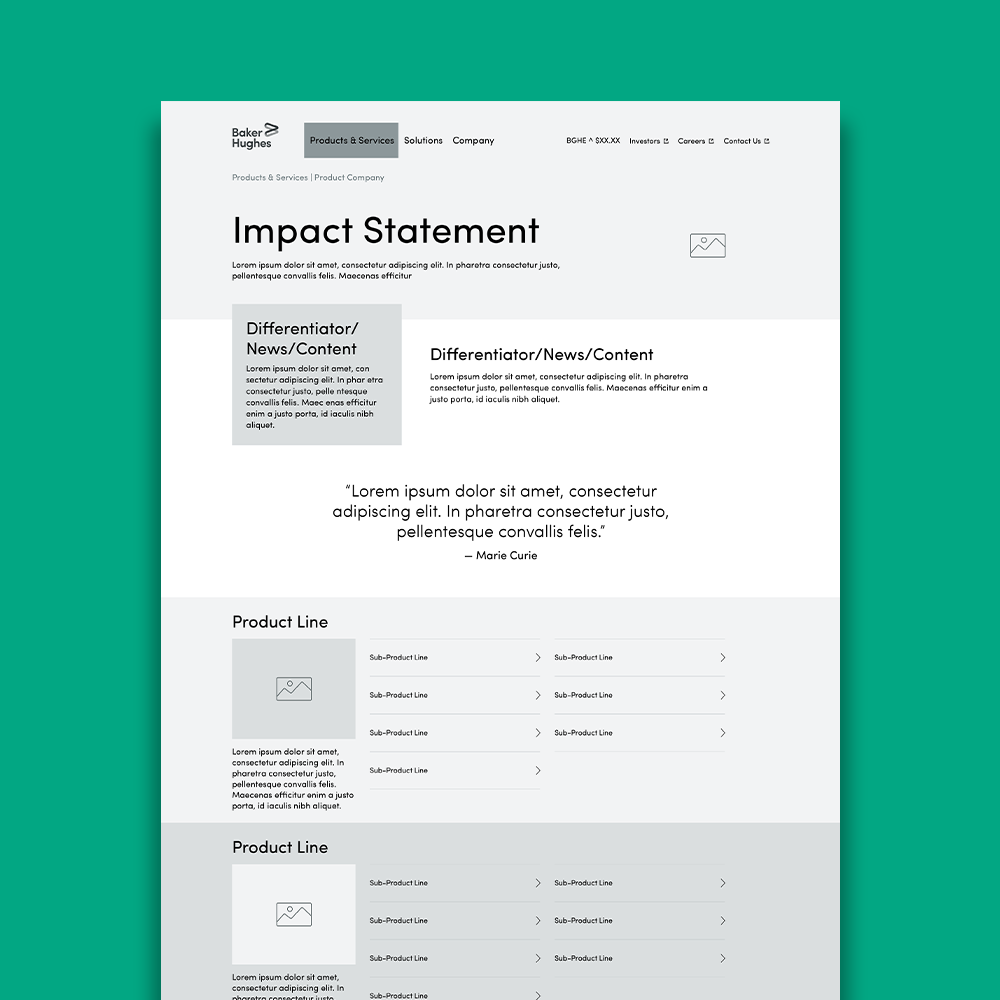 Baker
Hughes
Products & Services Solutions Company
BGHE ^ $XX.XX Investors Careers Contact Us
Products & Services | Product Company
Impact Statement
Lorem ipsum dolor sit amet, consectetur adipiscing elit. In pharetra consectetur justo,
pellentesque convallis felis. Maecenas efficitur
Differentiator/
News/Content
Lorem ipsum dolor sit amet, con
sectetur adipiscing elit. In phar etra
consectetur justo, pelle ntesque
convallis felis. Maec enas efficitur
enim a justo porta, id iaculis nibh
aliquet.
Differentiator/News/Content
Lorem ipsum dolor sit amet, consectetur adipiscing elit. In pharetra
consectetur justo, pellentesque convallis felis. Maecenas efficitur enim a
justo porta, id iaculis nibh aliquet.
“Lorem ipsum dolor sit amet, consectetur
adipiscing elit. In pharetra consectetur justo,
pellentesque convallis felis.”
— Marie Curie
Product Line
Lorem ipsum dolor sit amet,
consectetur adipiscing elit. In
pharetra consectetur justo,
pellentesque convallis felis.
Maecenas efficitur enim a justo
porta, id iaculis nibh aliquet.
Sub-Product Line
Sub-Product Line
Sub-Product Line
Sub-Product Line
Sub-Product Line
Sub-Product Line
Sub-Product Line
Product Line
Lorem ipsum dolor sit amet,
consectetur adipiscing elit. In
Sub-Product Line
Sub-Product Line
Sub-Product Line
Sub-Product Line
Sub-Product Line
Sub-Product Line
Sub-Product Line